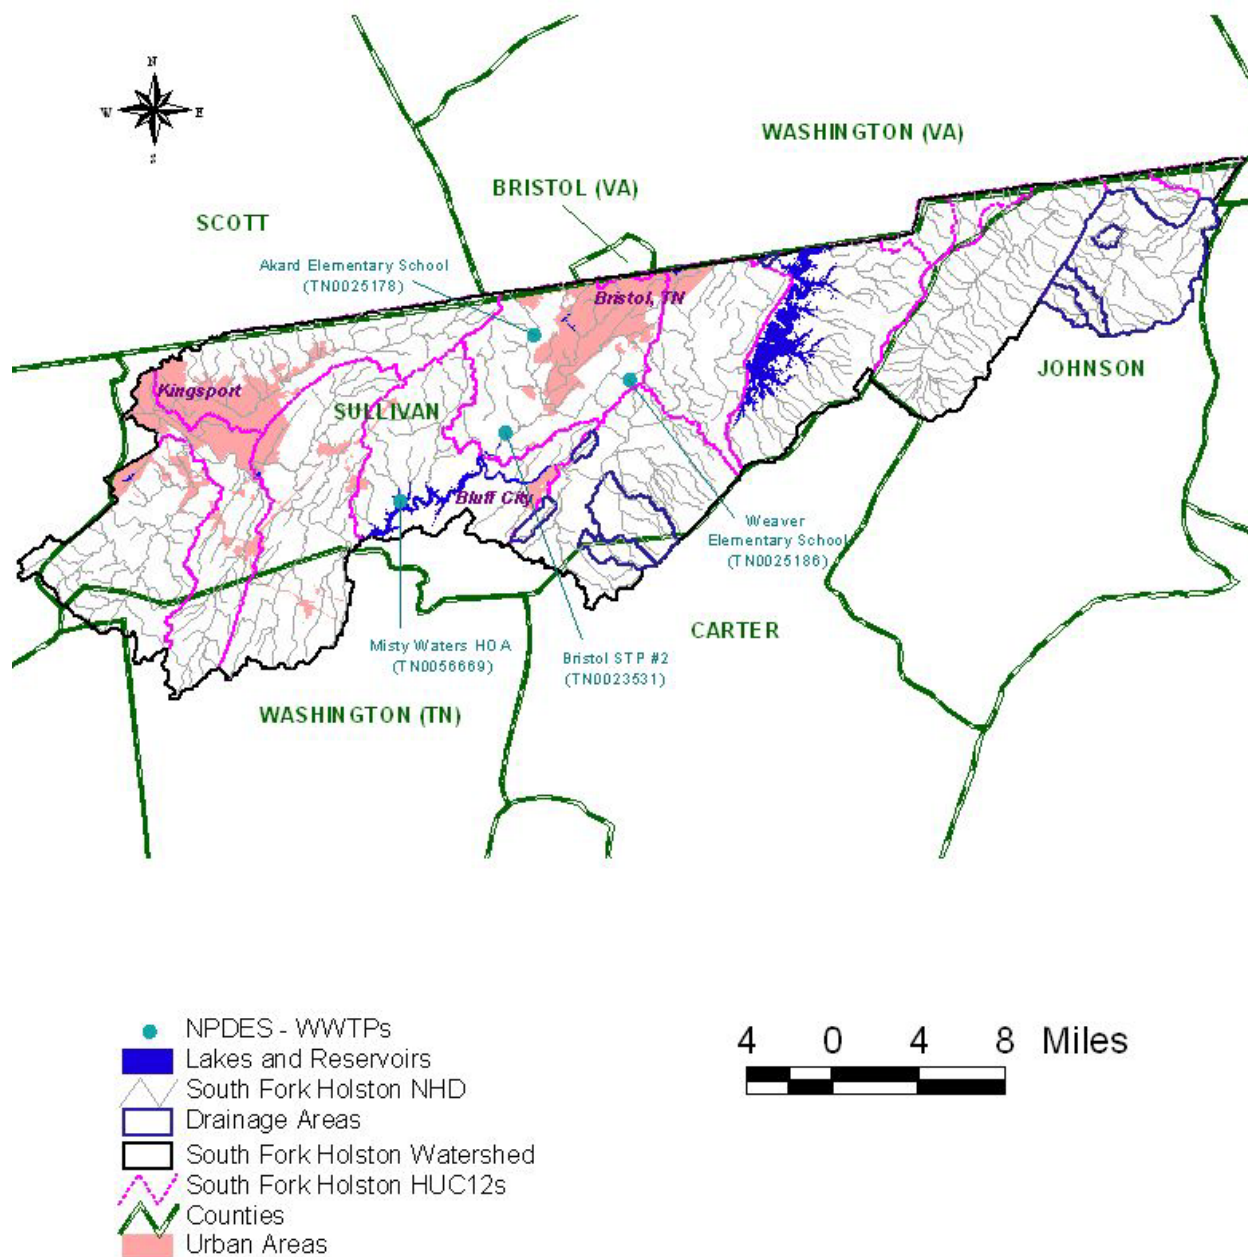 N
W E
S
WASHINGTON (VA)
BRISTOL (VA)
SCOTT
Akard Elementary School
(TN0025178)
Bristol, TN
JOHNSON
Kingsport
SULLIVAN
Bluff City
Weaver
Elementary School
(TN0025186)
CARTER
Misty Waters HOA
(TN0056669)
Bristol STP #2
(TN0023531)
WASHINGTON (TN)
NPDES - WWTPs
Lakes and Reservoirs
South Fork Holston NHD
Drainage Areas
South Fork Holston Watershed
South Fork Holston HUC12s
Counties
Urban Areas
4 0 4 8 Miles